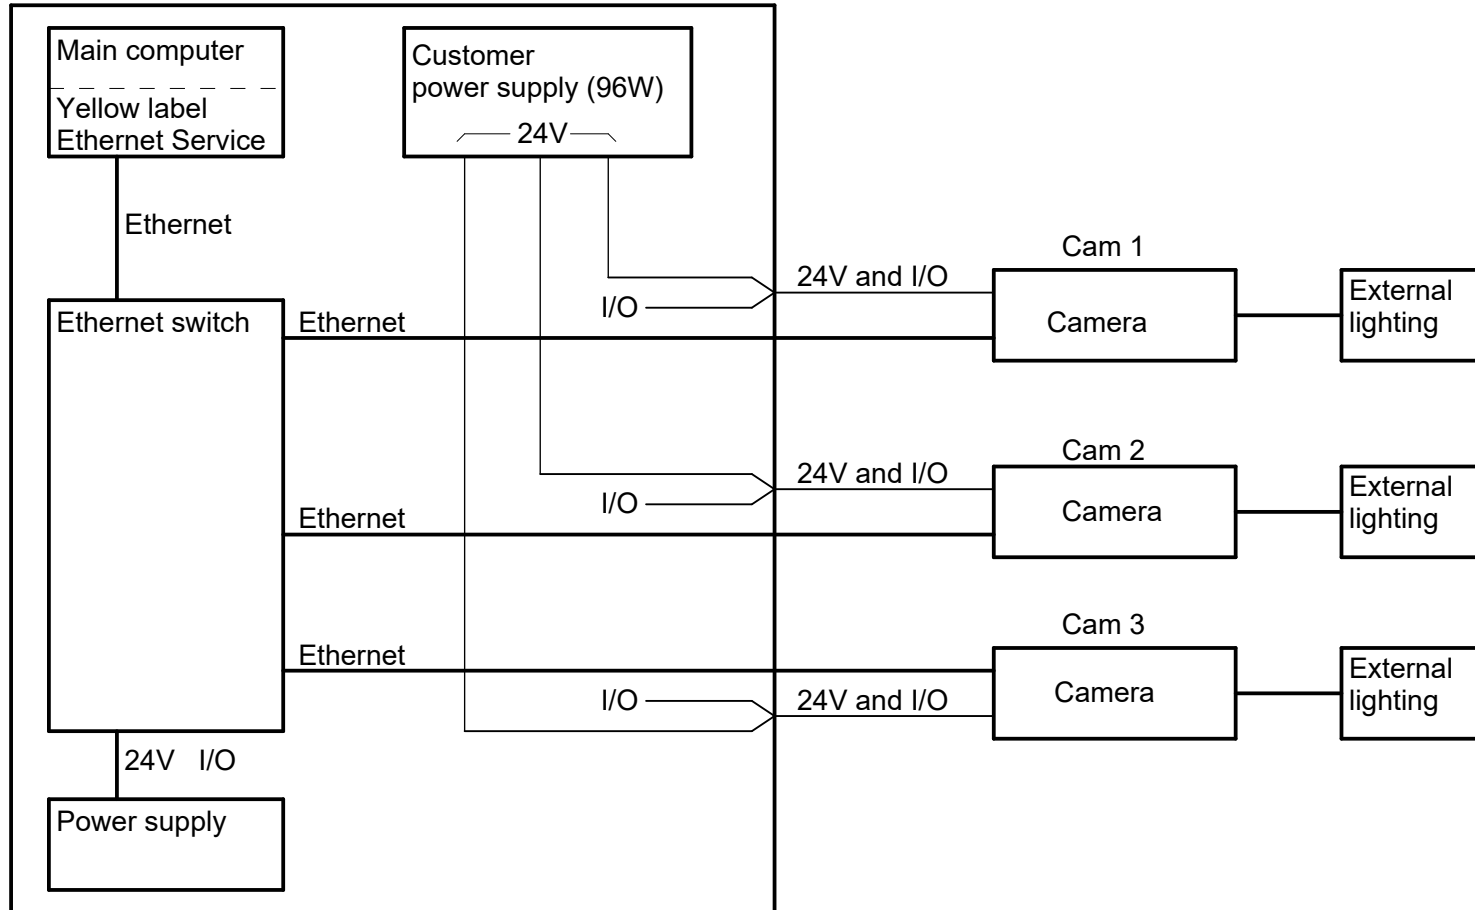 Main computer
Yellow label
Ethernet Service
Customer
power supply (96W)
24V
Ethernet
Cam 1
24V and I/O
I/O
Ethernet switch
Ethernet
Camera
External
lighting
Cam 2
24V and I/O
I/O
Ethernet
Camera
External
lighting
Cam 3
Ethernet
I/O
24V and I/O
Camera
External
lighting
24V I/O
Power supply